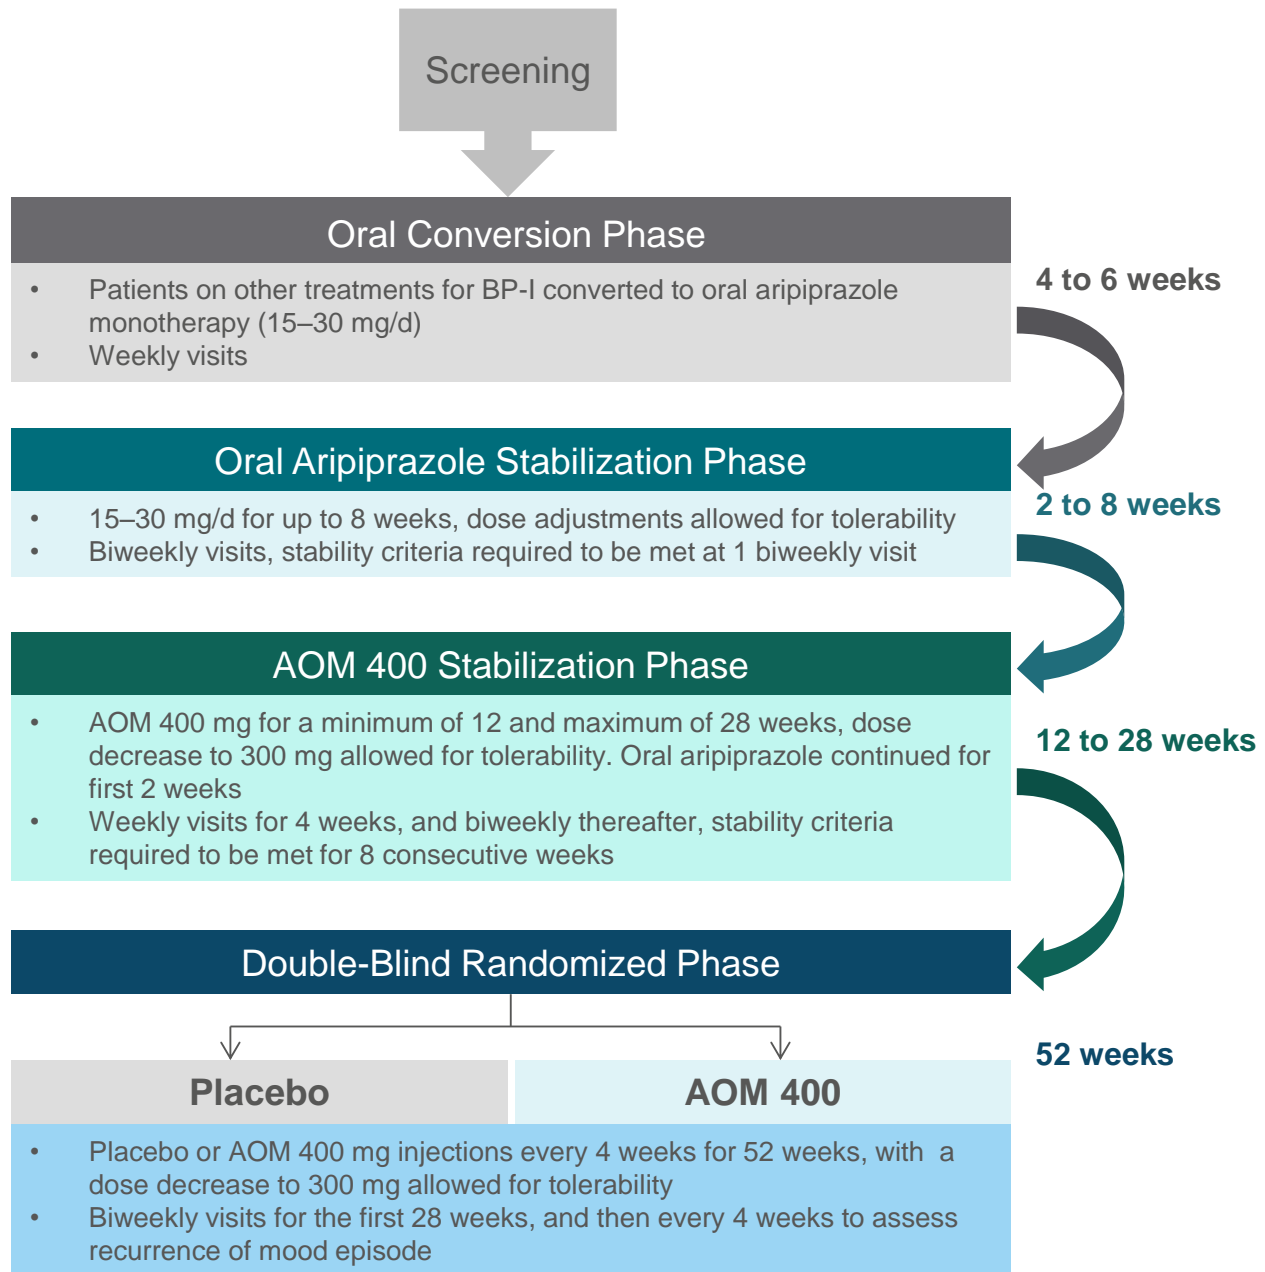 Screening
Oral Conversion Phase
• Patients on other treatments for BP-I converted to oral aripiprazole
monotherapy (15–30 mg/d)
• Weekly visits
4 to 6 weeks
Oral Aripiprazole Stabilization Phase
• 15–30 mg/d for up to 8 weeks, dose adjustments allowed for tolerability
• Biweekly visits, stability criteria required to be met at 1 biweekly visit
2 to 8 weeks
AOM 400 Stabilization Phase
• AOM 400 mg for a minimum of 12 and maximum of 28 weeks, dose
decrease to 300 mg allowed for tolerability. Oral aripiprazole continued for
first 2 weeks
• Weekly visits for 4 weeks, and biweekly thereafter, stability criteria
required to be met for 8 consecutive weeks
12 to 28 weeks
Double-Blind Randomized Phase
52 weeks
Placebo
AOM 400
• Placebo or AOM 400 mg injections every 4 weeks for 52 weeks, with a
dose decrease to 300 mg allowed for tolerability
• Biweekly visits for the first 28 weeks, and then every 4 weeks to assess
recurrence of mood episode